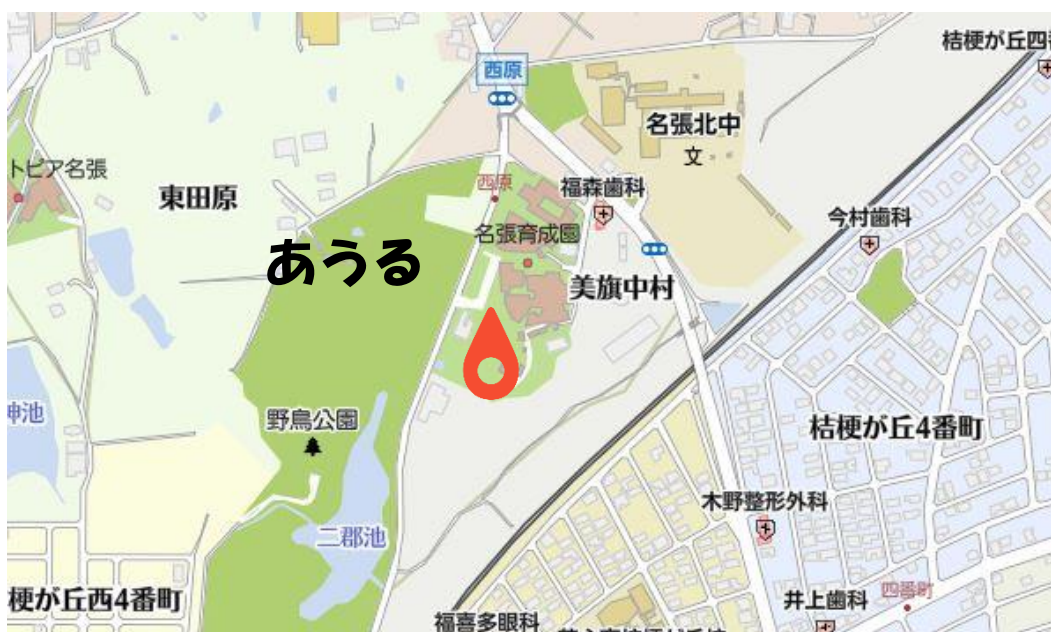 桔梗が丘四
西原
名張北中
文
トピア名張
東田原
西原
福森歯科
今村歯科
名張育成園
あうる
美旗中村
神池
野鳥公園
桔梗が丘4番町
木野整形外科
二郡池
梗が丘西4番町
井上歯科
四番町
福喜多眼科